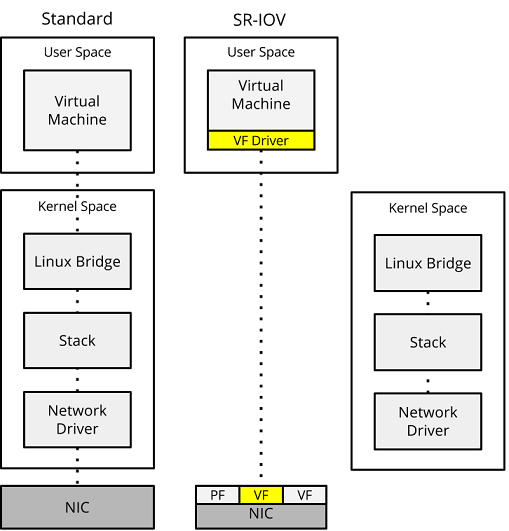 Standard
SR-IOV
User Space
Virtual
Machine
Kernel Space
Linux Bridge
Stack
Network
Driver
NIC
User Space
Virtual
Machine
VF Driver
PF VF VF
NIC
Kernel Space
Linux Bridge
Stack
Network
Driver